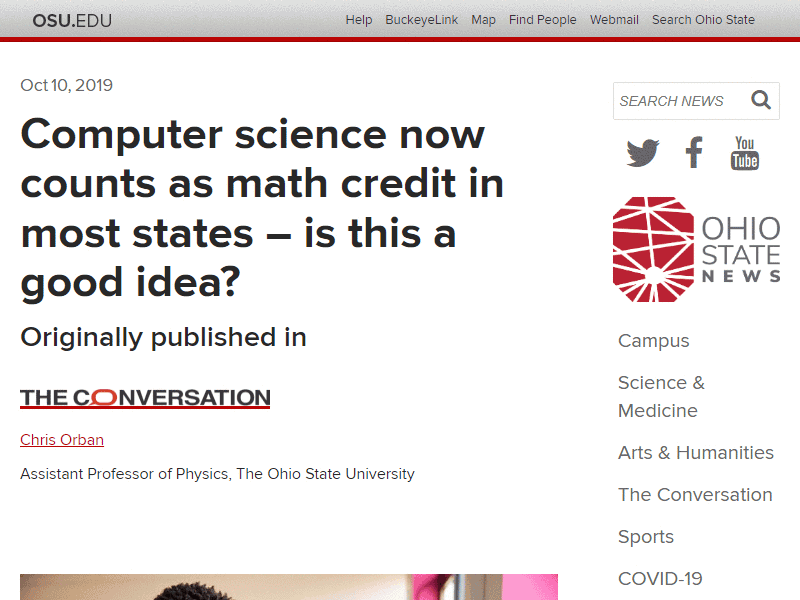 OSU.EDU
Help BuckeyeLink Map Find People Webmail Search Ohio State
Oct 10, 2019
Computer science now
counts as math credit in
most states – is this a
good idea?
Originally published in
THE CONVERSATION
Chris Orban
Assistant Professor of Physics, The Ohio State University
SEARCH NEWS
You
Tube
OHIO
STATE
NEWS
Campus
Science &
Medicine
Arts & Humanities
The Conversation
Sports
COVID-19